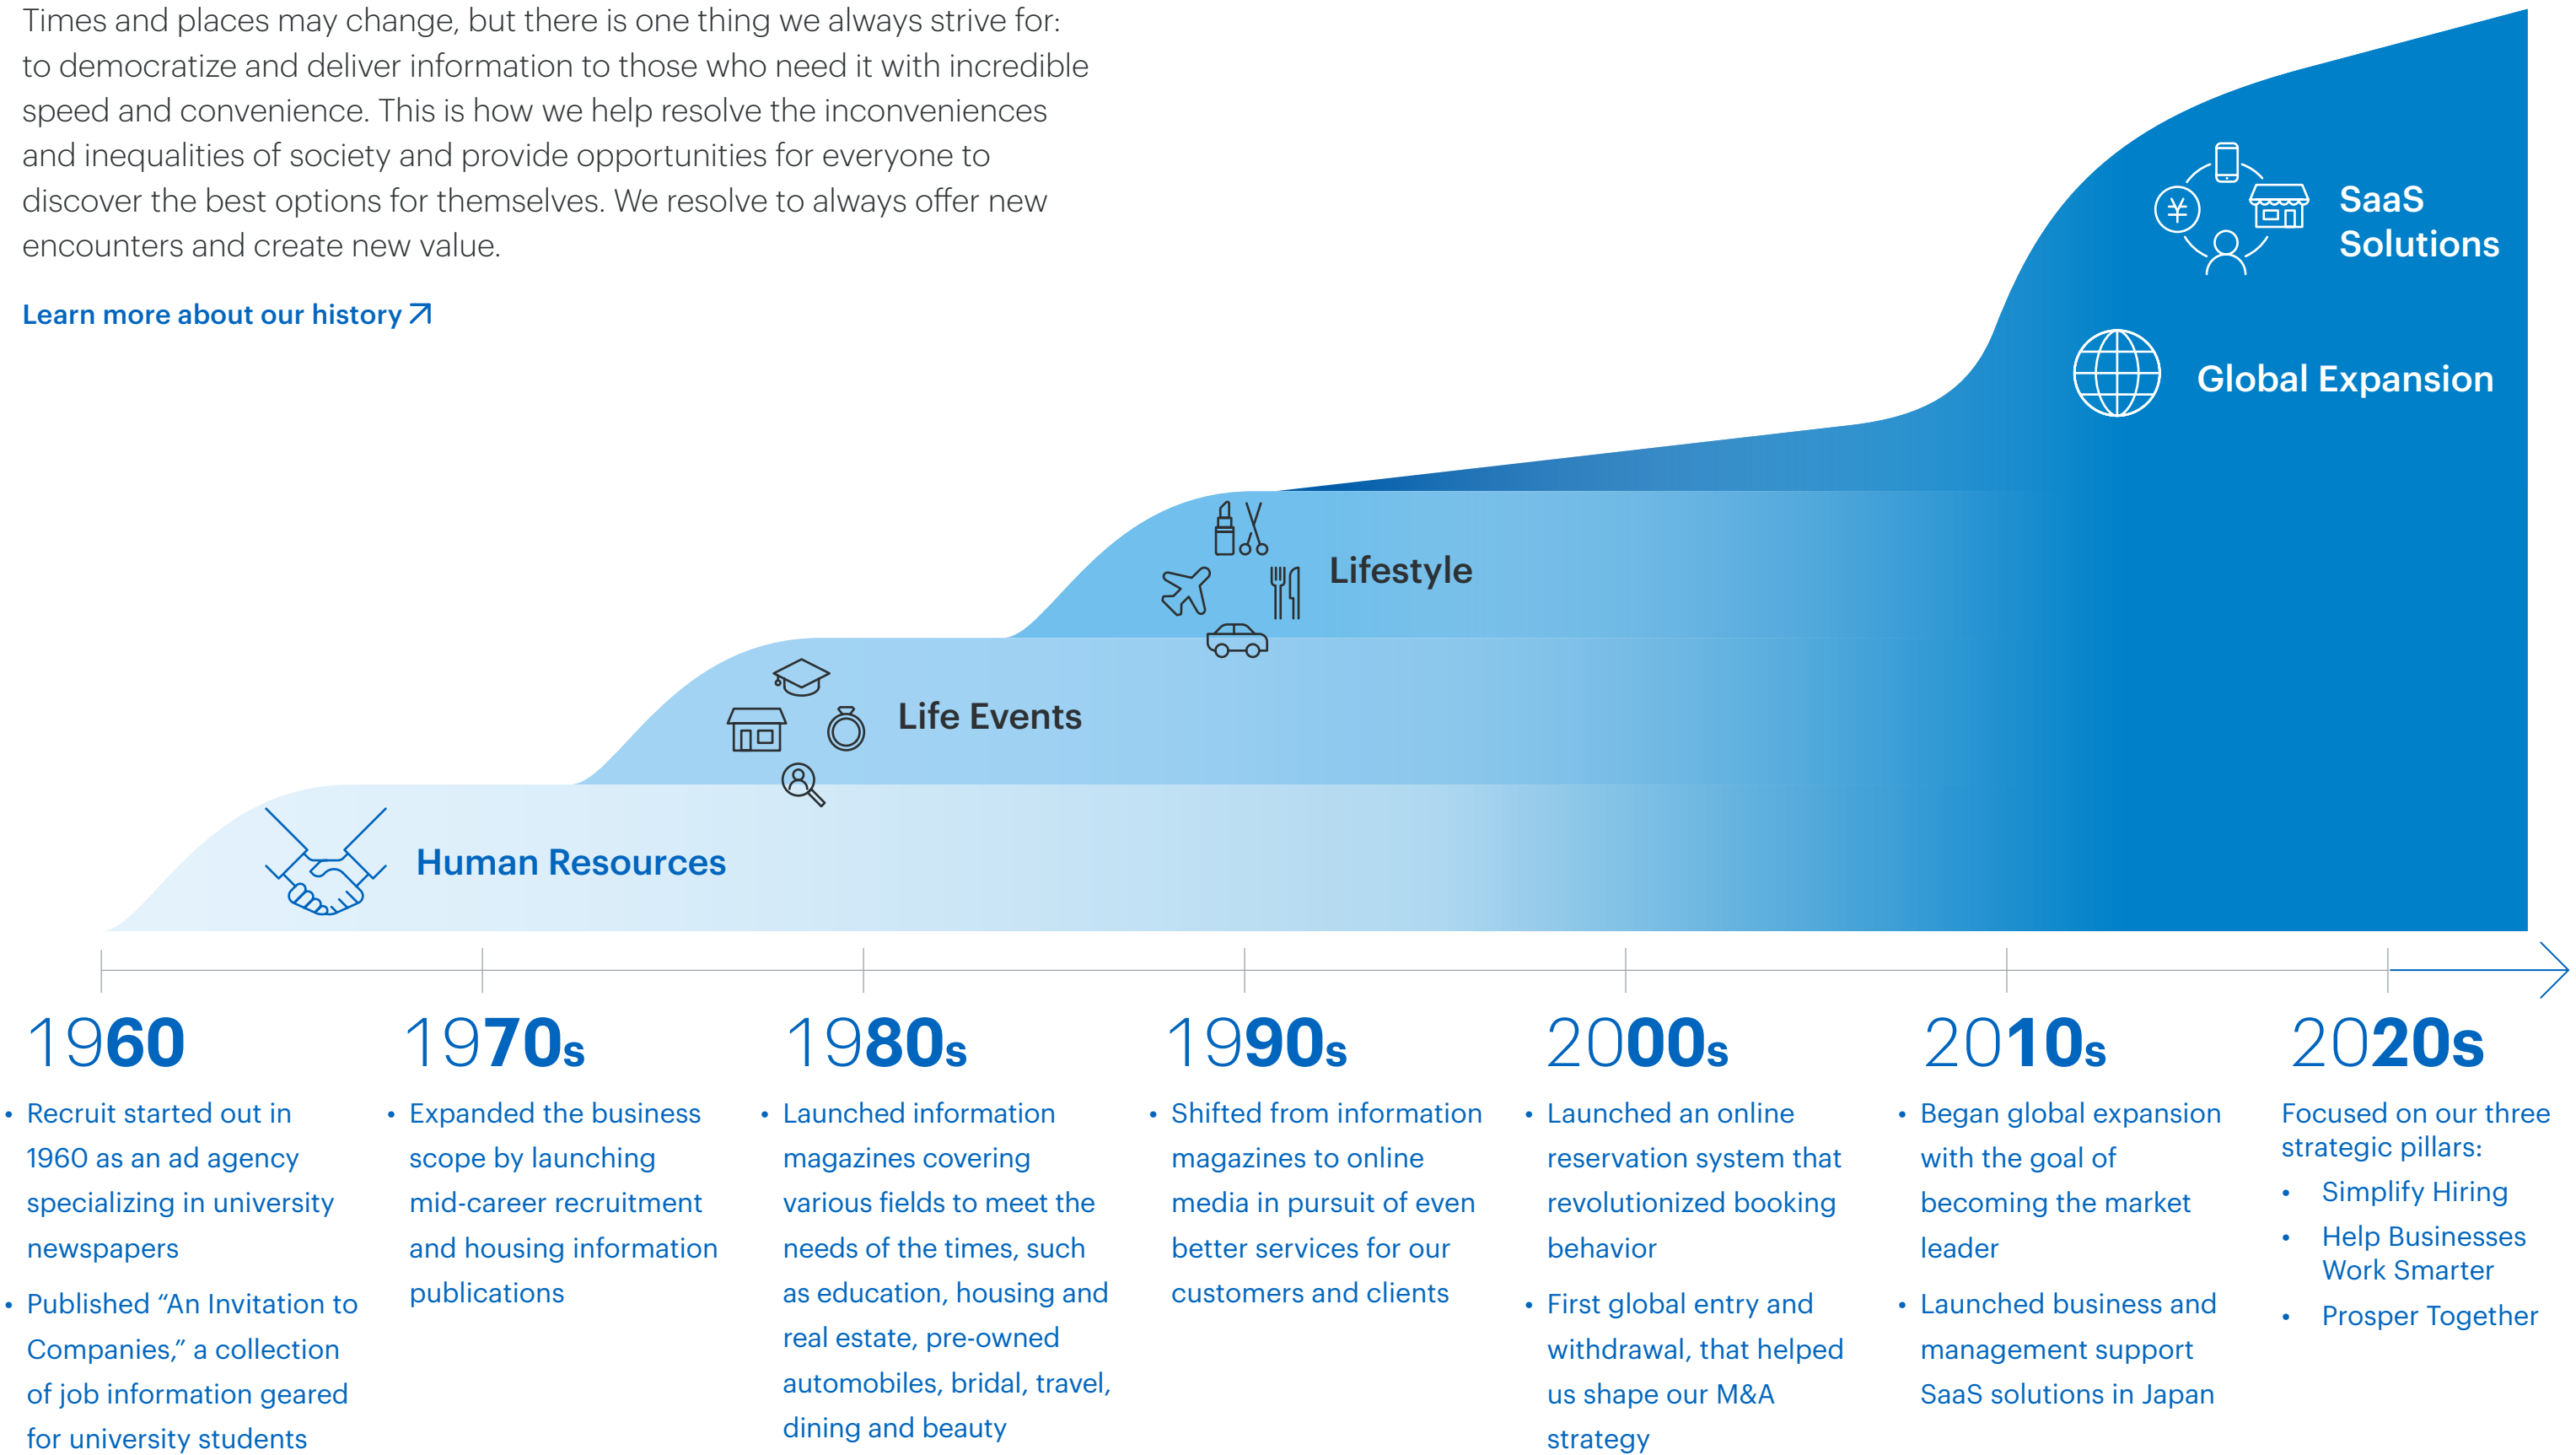 Times and places may change, but there is one thing we always strive for:
to democratize and deliver information to those who need it with incredible
speed and convenience. This is how we help resolve the inconveniences
and inequalities of society and provide opportunities for everyone to
discover the best options for themselves. We resolve to always offer new
encounters and create new value.
Learn more about our history
SaaS
Solutions
Global Expansion
Lifestyle
Life Events
Human Resources
1960
• Recruit started out in
1960 as an ad agency
specializing in university
newspapers
• Published “An Invitation to
Companies,” a collection
of job information geared
for university students
1970s
• Expanded the business
scope by launching
mid-career recruitment
and housing information
publications
1980s
• Launched information
magazines covering
various fields to meet the
needs of the times, such
as education, housing and
real estate, pre-owned
automobiles, bridal, travel,
dining and beauty
1990s
• Shifted from information
magazines to online
media in pursuit of even
better services for our
customers and clients
2000s
• Launched an online
reservation system that
revolutionized booking
behavior
• First global entry and
withdrawal, that helped
us shape our M&A
strategy
2010s
• Began global expansion
with the goal of
becoming the market
leader
• Launched business and
management support
SaaS solutions in Japan
2020s
Focused on our three
strategic pillars:
• Simplify Hiring
• Help Businesses
Work Smarter
• Prosper Together